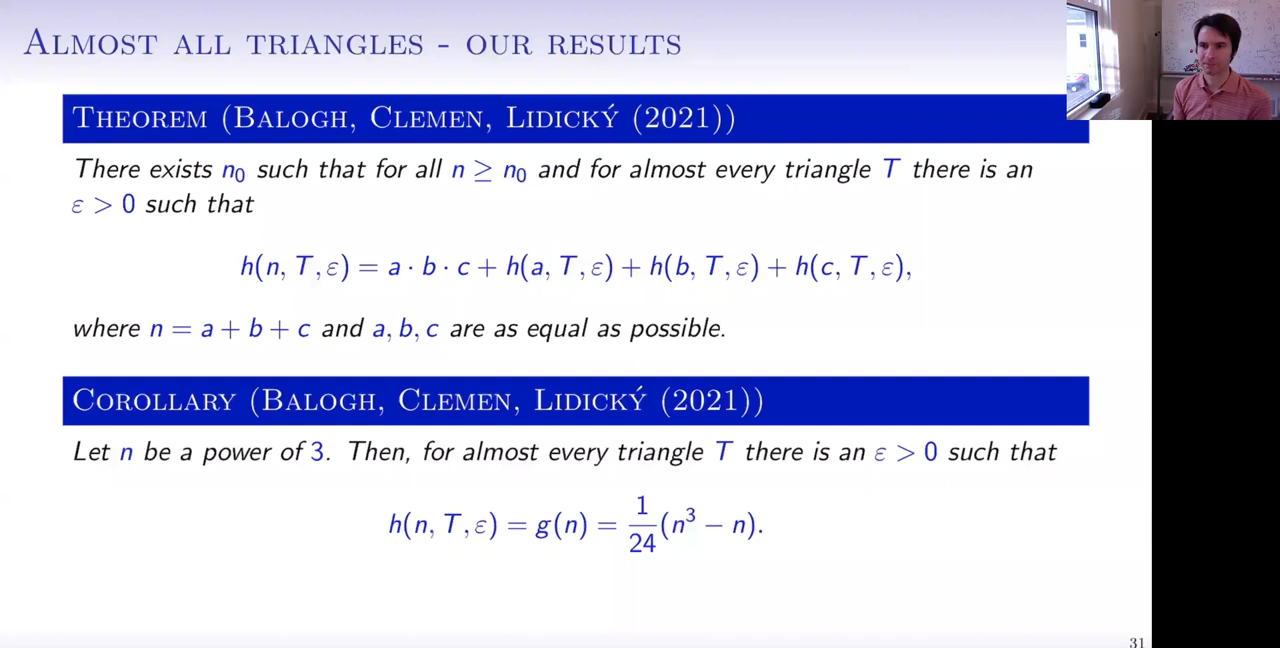 ALMOST ALL TRIANGLES - OUR RESULTS
THEOREM (BALOGH, CLEMEN, LIDICKÝ (2021))
There exists n₀ such that for all n ≥ n₀ and for almost every triangle T there is an
ε > 0 such that
h(n, T, ε) = a · b · c + h(a, T, ε) + h(b, T, ε) + h(c, T, ε),
where n = a + b + c and a, b, c are as equal as possible.
COROLLARY (BALOGH, CLEMEN, LIDICKÝ (2021))
Let n be a power of 3. Then, for almost every triangle T there is an ε > 0 such that
h(n, T, ε) = g(n) = 1/24 (n³ − n).
31